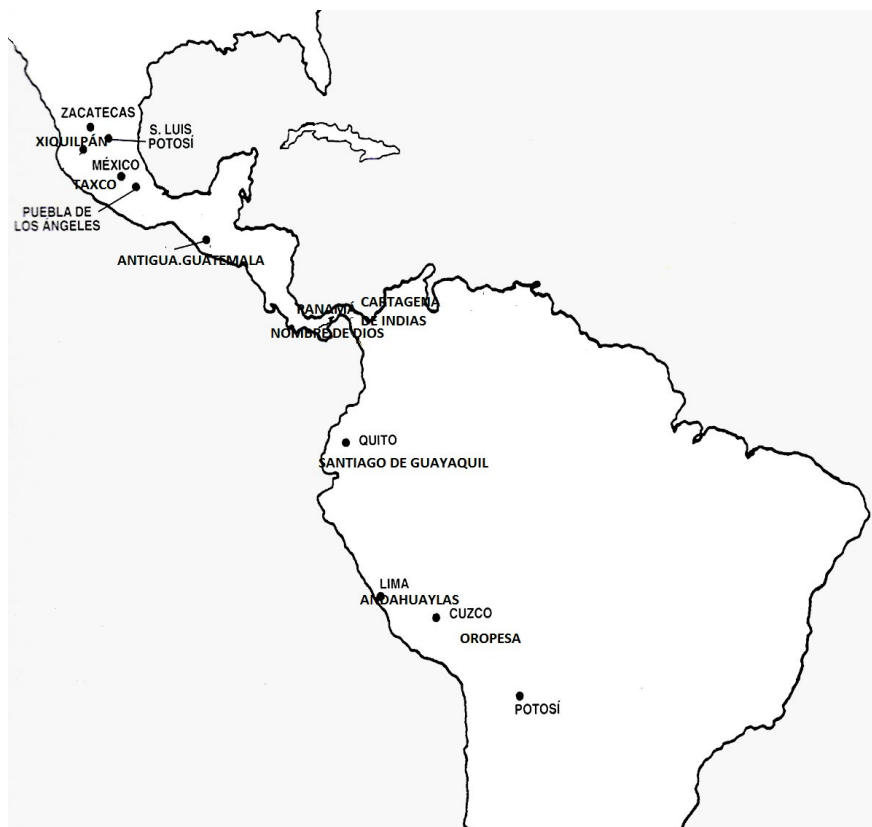 ZACATECAS
S. LUIS
POTOSÍ
XIQUILPÁN
MÉXICO
TAXCO
PUEBLA DE
LOS ÁNGELES
ANTIGUA.GUATEMALA
PANAMÁ
CARTAGENA
DE INDIAS
NOMBRE DE DIOS
QUITO
SANTIAGO DE GUAYAQUIL
LIMA
ANDAHUAYLAS
CUZCO
OROPESA
POTOSÍ